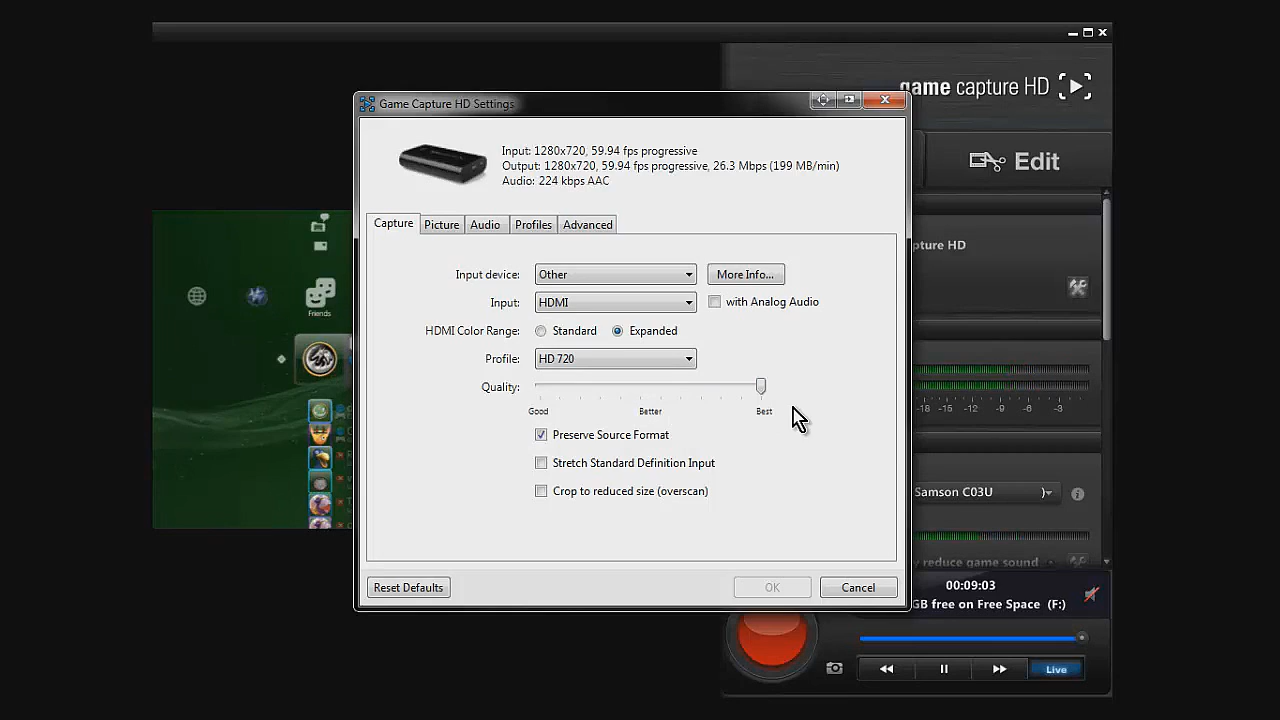 game capture HD
Game Capture HD Settings
Input: 1280x720, 59.94 fps progressive
Output: 1280x720, 59.94 fps progressive, 26.3 Mbps (199 MB/min)
Audio: 224 kbps AAC
Edit
Capture
Picture
Audio
Profiles
Advanced
pture HD
Input device:
Other
More Info...
Input:
HDMI
with Analog Audio
HDMI Color Range:
Standard
Expanded
Profile:
HD 720
Quality:
Good
Better
Best
Preserve Source Format
Stretch Standard Definition Input
Crop to reduced size (overscan)
Reset Defaults
OK
Cancel
Friends
-18 -15 -12 -9 -6 -3
Samson C03U
y reduce game sound
00:09:03
GB free on Free Space (F:)
Live